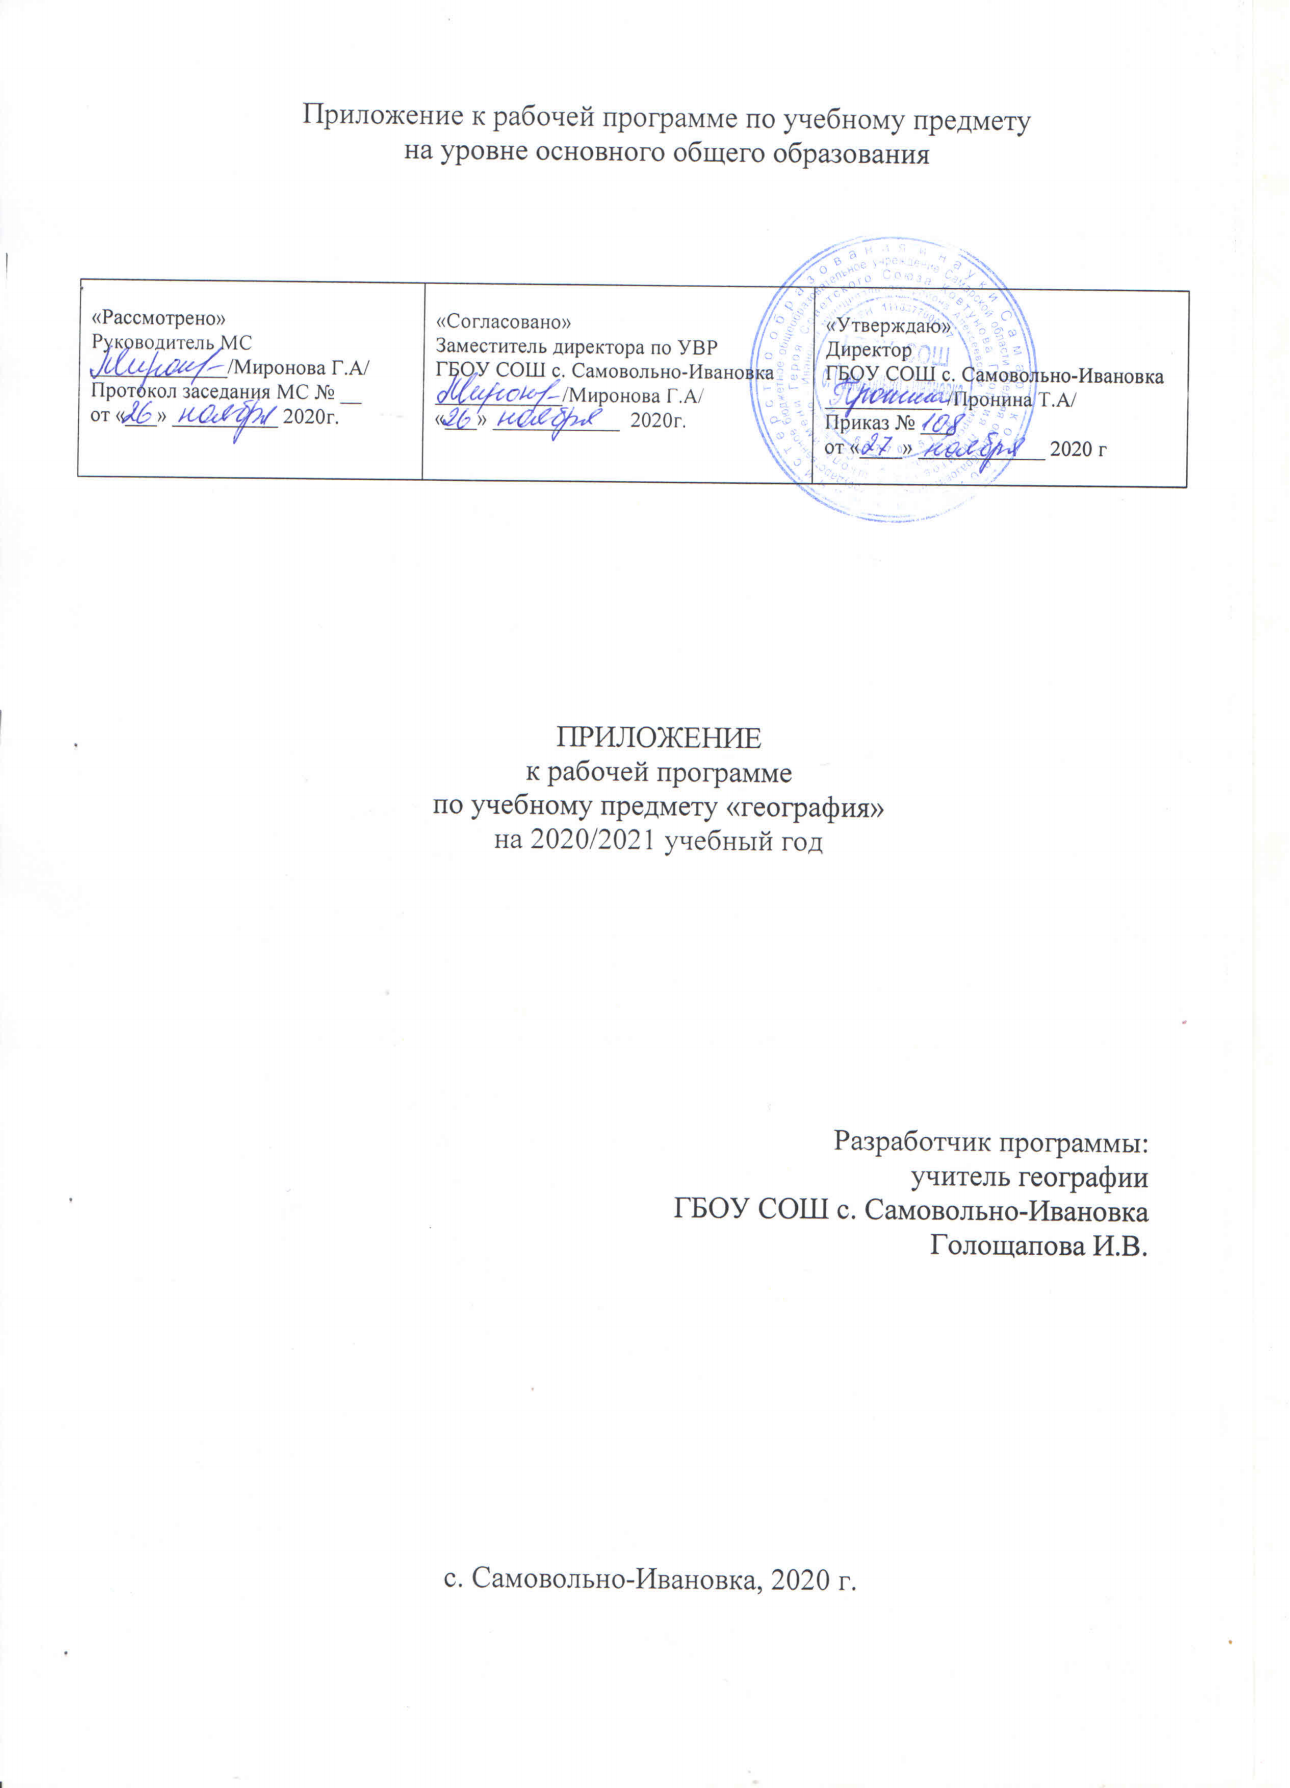 Приложение к рабочей программе по учебному предмету
на уровне основного общего образования
«Рассмотрено»
Руководитель МС
/Миронова Г.А/
Протокол заседания МС № __
от «26» ноября 2020г.
«Согласовано»
Заместитель директора по УВР
ГБОУ СОШ с. Самовольно-Ивановка
/Миронова Г.А/
«26» ноября 2020г.
«Утверждаю»
Директор
ГБОУ СОШ с. Самовольно-Ивановка
/Пронина Т.А/
Приказ № 108
от «27» ноября 2020 г
ПРИЛОЖЕНИЕ
к рабочей программе
по учебному предмету «география»
на 2020/2021 учебный год
Разработчик программы:
учитель географии
ГБОУ СОШ с. Самовольно-Ивановка
Голощапова И.В.
с. Самовольно-Ивановка, 2020 г.